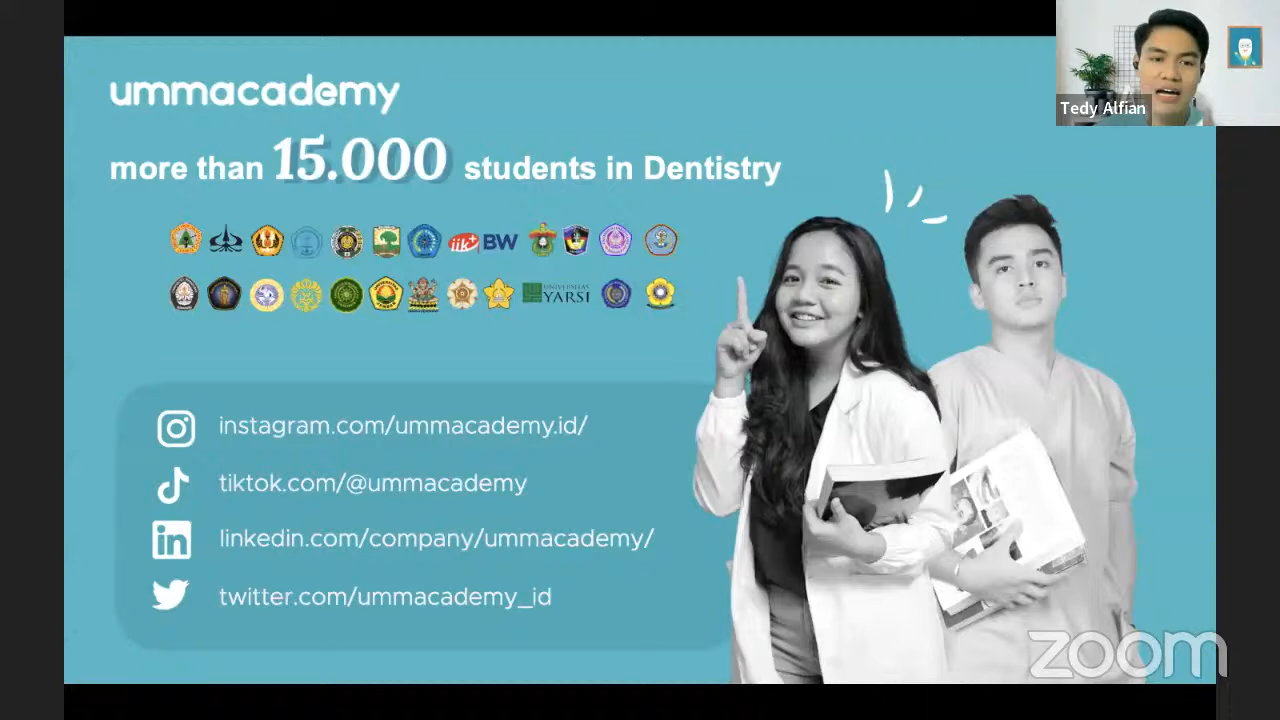 ummacademy
more than 15.000 students in Dentistry
iik+ BW
UNIVERSITAS
YARSI
instagram.com/ummacademy.id/
tiktok.com/@ummacademy
linkedin.com/company/ummacademy/
twitter.com/ummacademy_id
Tedy Alfian
zoom